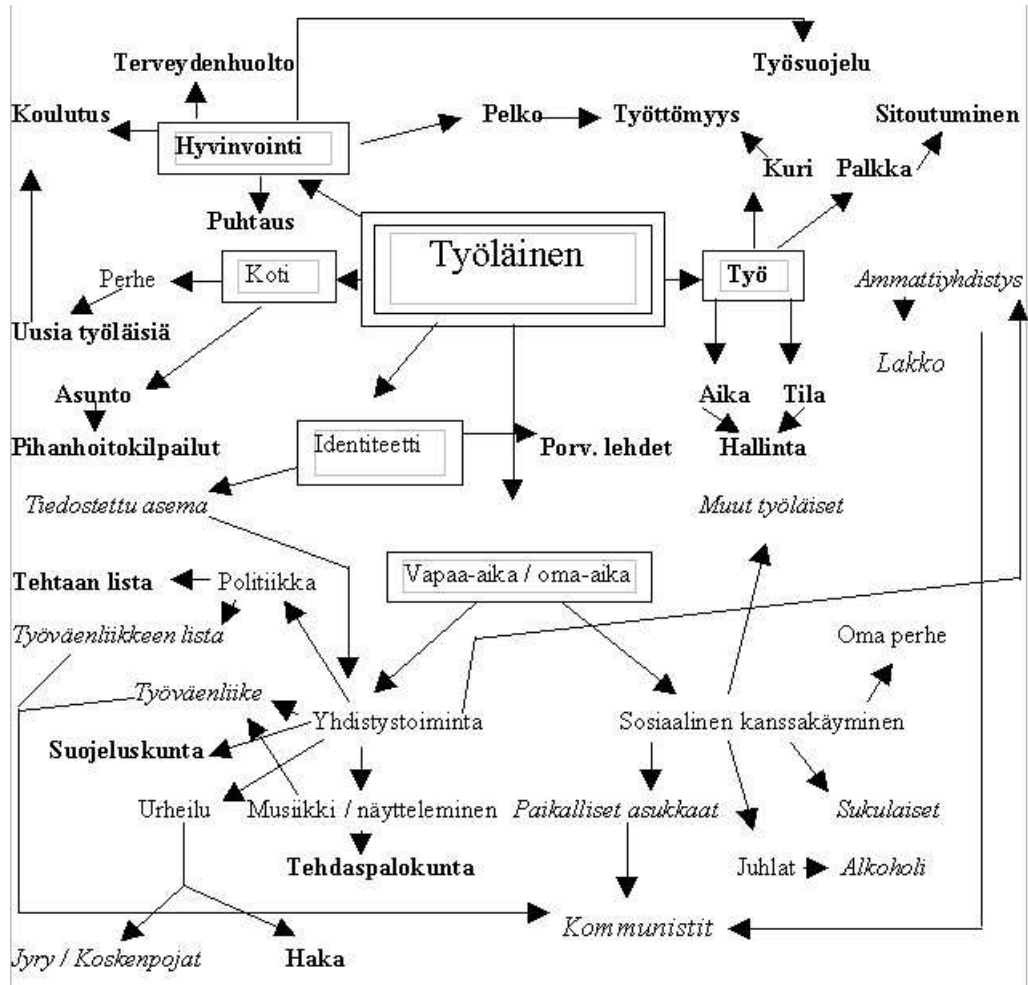 Terveydenhuolto
Työsuojelu
Koulutus
Pelko
Työttömyys
Sitoutuminen
Hyvinvointi
Kuri
Palkka
Puhtaus
Työläinen
Perhe
Koti
Työ
Ammattiyhdistys
Uusia työläisiä
Lakko
Asunto
Aika
Tila
Pihanhoitokilpailut
Identiteetti
Porv. lehdet
Hallinta
Tiedostettu asema
Muut työläiset
Tehtaan lista
Politiikka
Vapaa-aika / oma-aika
Työväenliikkeen lista
Oma perhe
Työväenliike
Yhdistystoiminta
Sosiaalinen kanssakäyminen
Suojeluskunta
Urheilu
Musiikki / näytteleminen
Paikalliset asukkaat
Sukulaiset
Tehdaspalokunta
Juhlat
Alkoholi
Kommunistit
Jyry / Koskenpojat
Haka